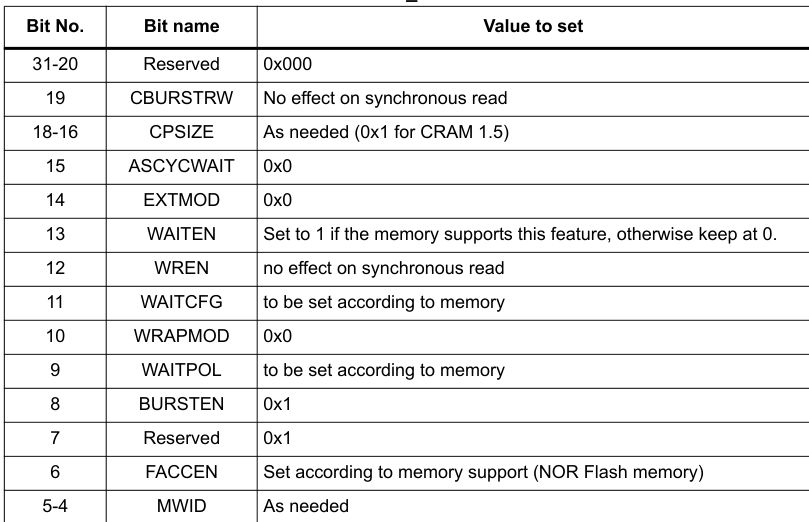 Bit No. Bit name Value to set
31-20 Reserved 0x000
19 CBURSTRW No effect on synchronous read
18-16 CPSIZE As needed (0x1 for CRAM 1.5)
15 ASCYCWAIT 0x0
14 EXTMOD 0x0
13 WAITEN Set to 1 if the memory supports this feature, otherwise keep at 0.
12 WREN no effect on synchronous read
11 WAITCFG to be set according to memory
10 WRAPMOD 0x0
9 WAITPOL to be set according to memory
8 BURSTEN 0x1
7 Reserved 0x1
6 FACCEN Set according to memory support (NOR Flash memory)
5-4 MWID As needed